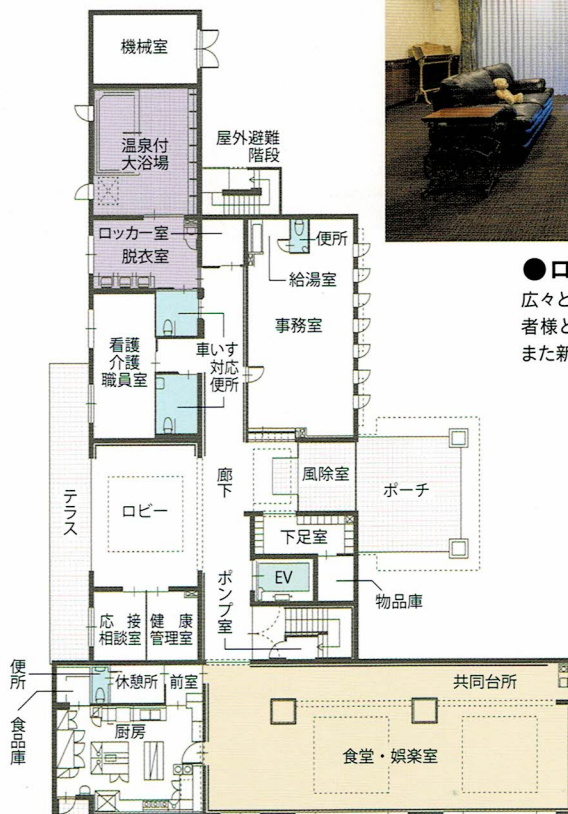 機械室
温泉付
大浴場
屋外避難
階段
ロッカー室
脱衣室
便所
給湯室
事務室
看護
介護
職員室
車いす
対応
便所
●ロ
広々と
者様と
また新
テラス
ロビー
廊下
風除室
ポーチ
下足室
EV
物品庫
ポンプ室
応接
相談室
健康
管理室
便所
休憩所
前室
食品庫
厨房
共同台所
食堂・娯楽室